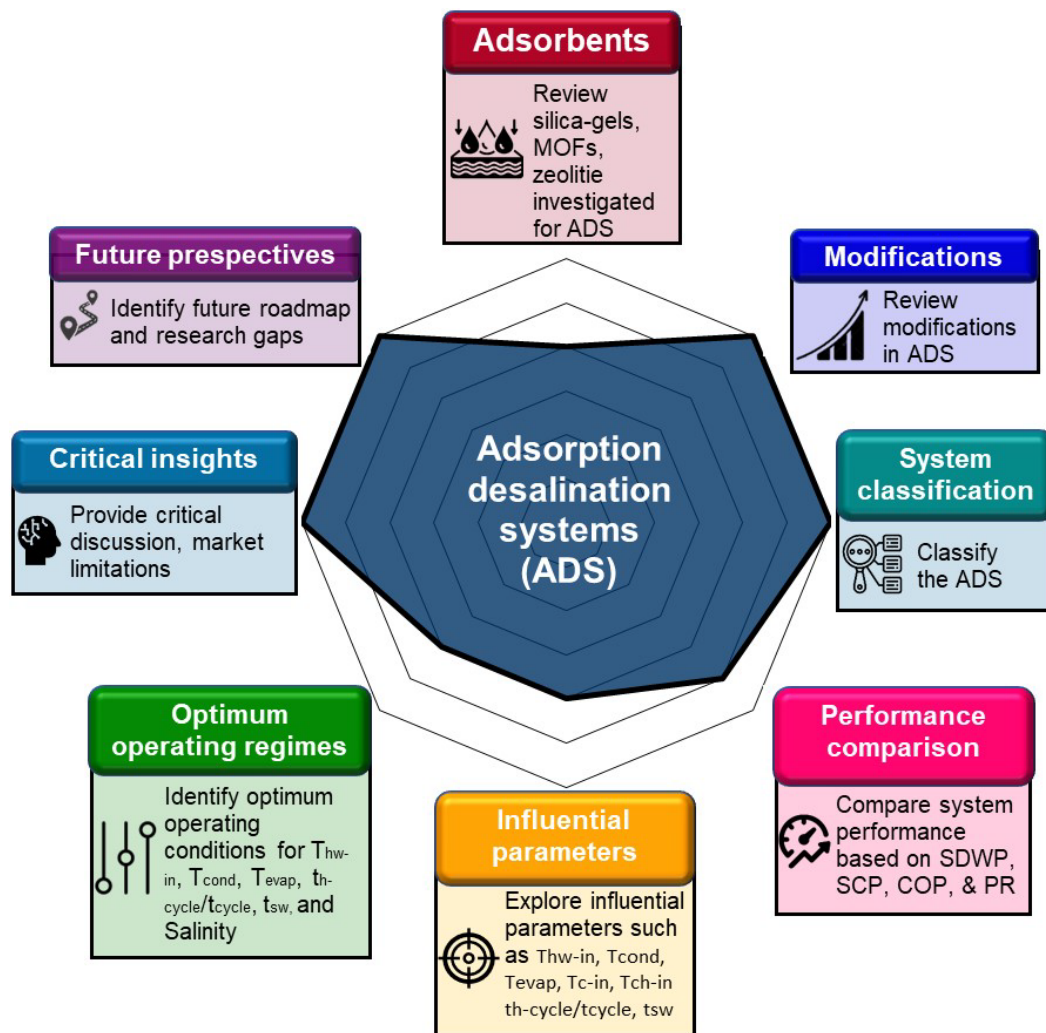 Adsorbents
Review
silica-gels,
MOFs,
zeolitie
investigated
for ADS
Future prespectives
Identify future roadmap
and research gaps
Modifications
Review
modifications
in ADS
Critical insights
Provide critical
discussion, market
limitations
Adsorption
desalination
systems
(ADS)
System
classification
Classify
the ADS
Optimum
operating regimes
Identify optimum
operating
conditions for Thw-
in, Tcond, Tevap, th-
cycle/tcycle, tsw, and
Salinity
Influential
parameters
Explore influential
parameters such
as Thw-in, Tcond,
Tevap, Tc-in, Tch-in
th-cycle/tcycle, tsw
Performance
comparison
Compare system
performance
based on SDWP,
SCP, COP, & PR